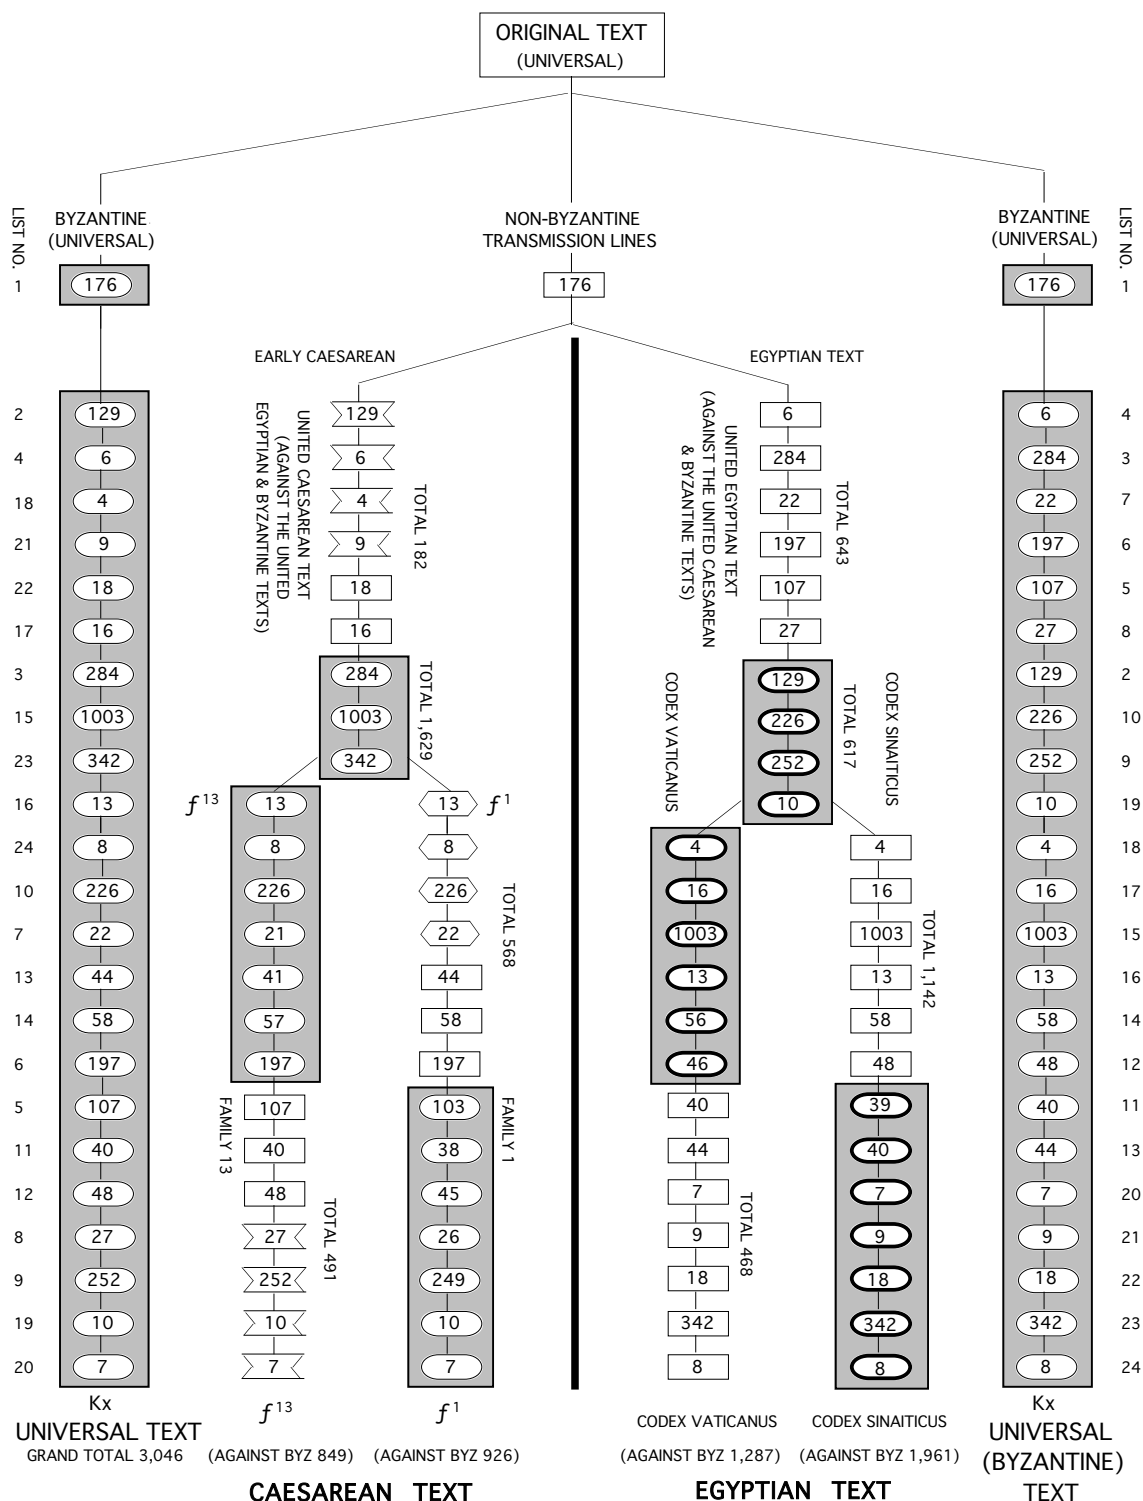 ORIGINAL TEXT
(UNIVERSAL)
BYZANTINE
(UNIVERSAL)
NON-BYZANTINE
TRANSMISSION LINES
BYZANTINE
(UNIVERSAL)
LIST NO.
LIST NO.
1 176 176 176 1
EARLY CAESAREAN
EGYPTIAN TEXT
UNITED CAESAREAN TEXT
(AGAINST THE UNITED
EGYPTIAN & BYZANTINE TEXTS)
TOTAL 182
UNITED EGYPTIAN TEXT
(AGAINST THE UNITED CAESAREAN
& BYZANTINE TEXTS)
TOTAL 643
2 129 129 6 6 4
4 6 6 284 284 3
18 4 4 22 22 7
21 9 9 197 197 6
22 18 18 107 107 5
17 16 16 27 27 8
TOTAL 1,629
CODEX VATICANUS
TOTAL 617
CODEX SINAITICUS
3 284 284 129 129 2
15 1003 1003 226 226 10
23 342 342 252 252 9
16 f13 13 13 f1 10 10 19
24 8 8 8 4 4 4 18
10 226 226 226 16 16 16 17
7 22 21 22 1003 1003 1003 15
13 44 41 44 13 13 13 16
14 58 57 58 56 58 58 14
6 197 197 197 46 48 48 12
TOTAL 568
TOTAL 1,142
5 107 107 103 40 39 40 11
11 40 40 38 44 40 44 13
12 48 48 45 7 7 7 20
8 27 27 26 9 9 9 21
9 252 252 249 18 18 18 22
19 10 10 10 342 342 342 23
20 7 7 7 8 8 8 24
FAMILY 13
TOTAL 491
FAMILY 1
TOTAL 468
Kx
UNIVERSAL TEXT
GRAND TOTAL 3,046
f13
(AGAINST BYZ 849)
f1
(AGAINST BYZ 926)
CAESAREAN TEXT
CODEX VATICANUS
(AGAINST BYZ 1,287)
CODEX SINAITICUS
(AGAINST BYZ 1,961)
EGYPTIAN TEXT
Kx
UNIVERSAL
(BYZANTINE)
TEXT